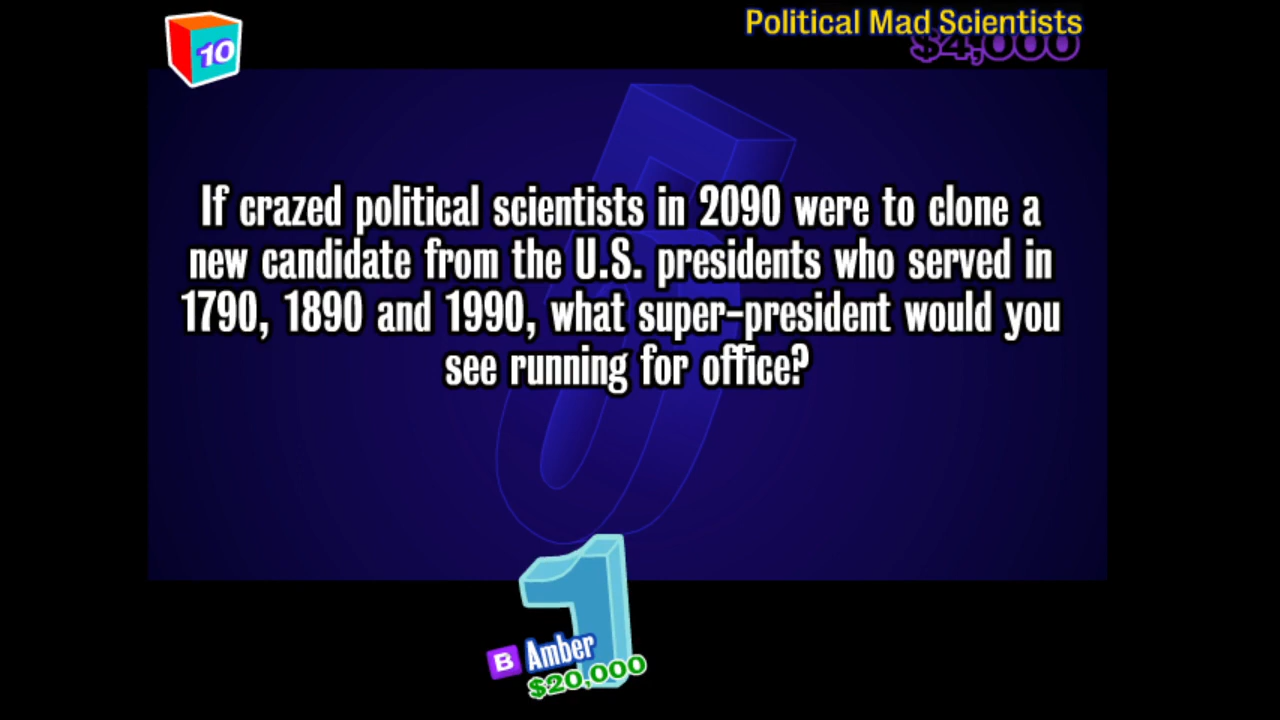 10
Political Mad Scientists
$4,000
If crazed political scientists in 2090 were to clone a
new candidate from the U.S. presidents who served in
1790, 1890 and 1990, what super-president would you
see running for office?
5
1
B Amber
$20,000